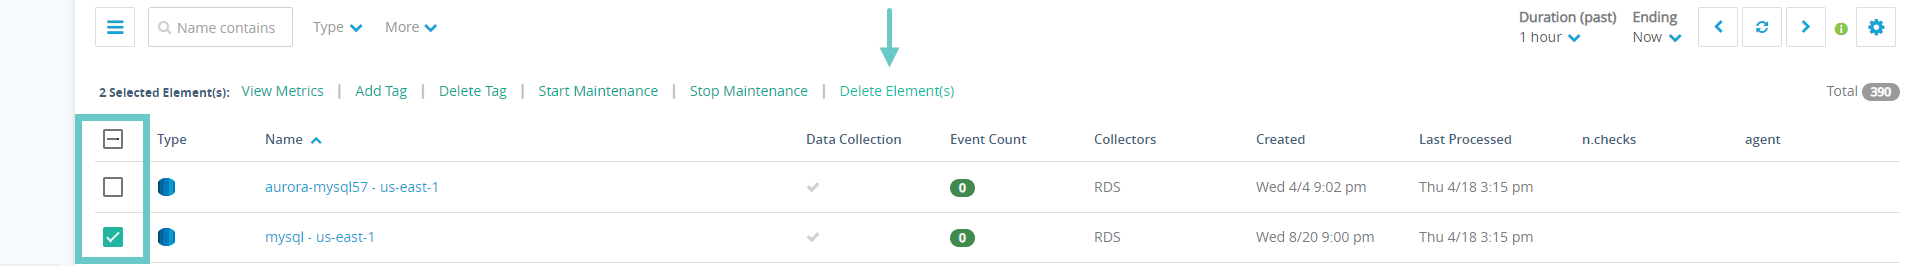 Name contains Type More Duration (past) Ending
1 hour Now
2 Selected Element(s): View Metrics | Add Tag | Delete Tag | Start Maintenance | Stop Maintenance | Delete Element(s) Total 390
Type Name Data Collection Event Count Collectors Created Last Processed n.checks agent
aurora-mysql57 - us-east-1 0 RDS Wed 4/4 9:02 pm Thu 4/18 3:15 pm
mysql - us-east-1 0 RDS Wed 8/20 9:00 pm Thu 4/18 3:15 pm